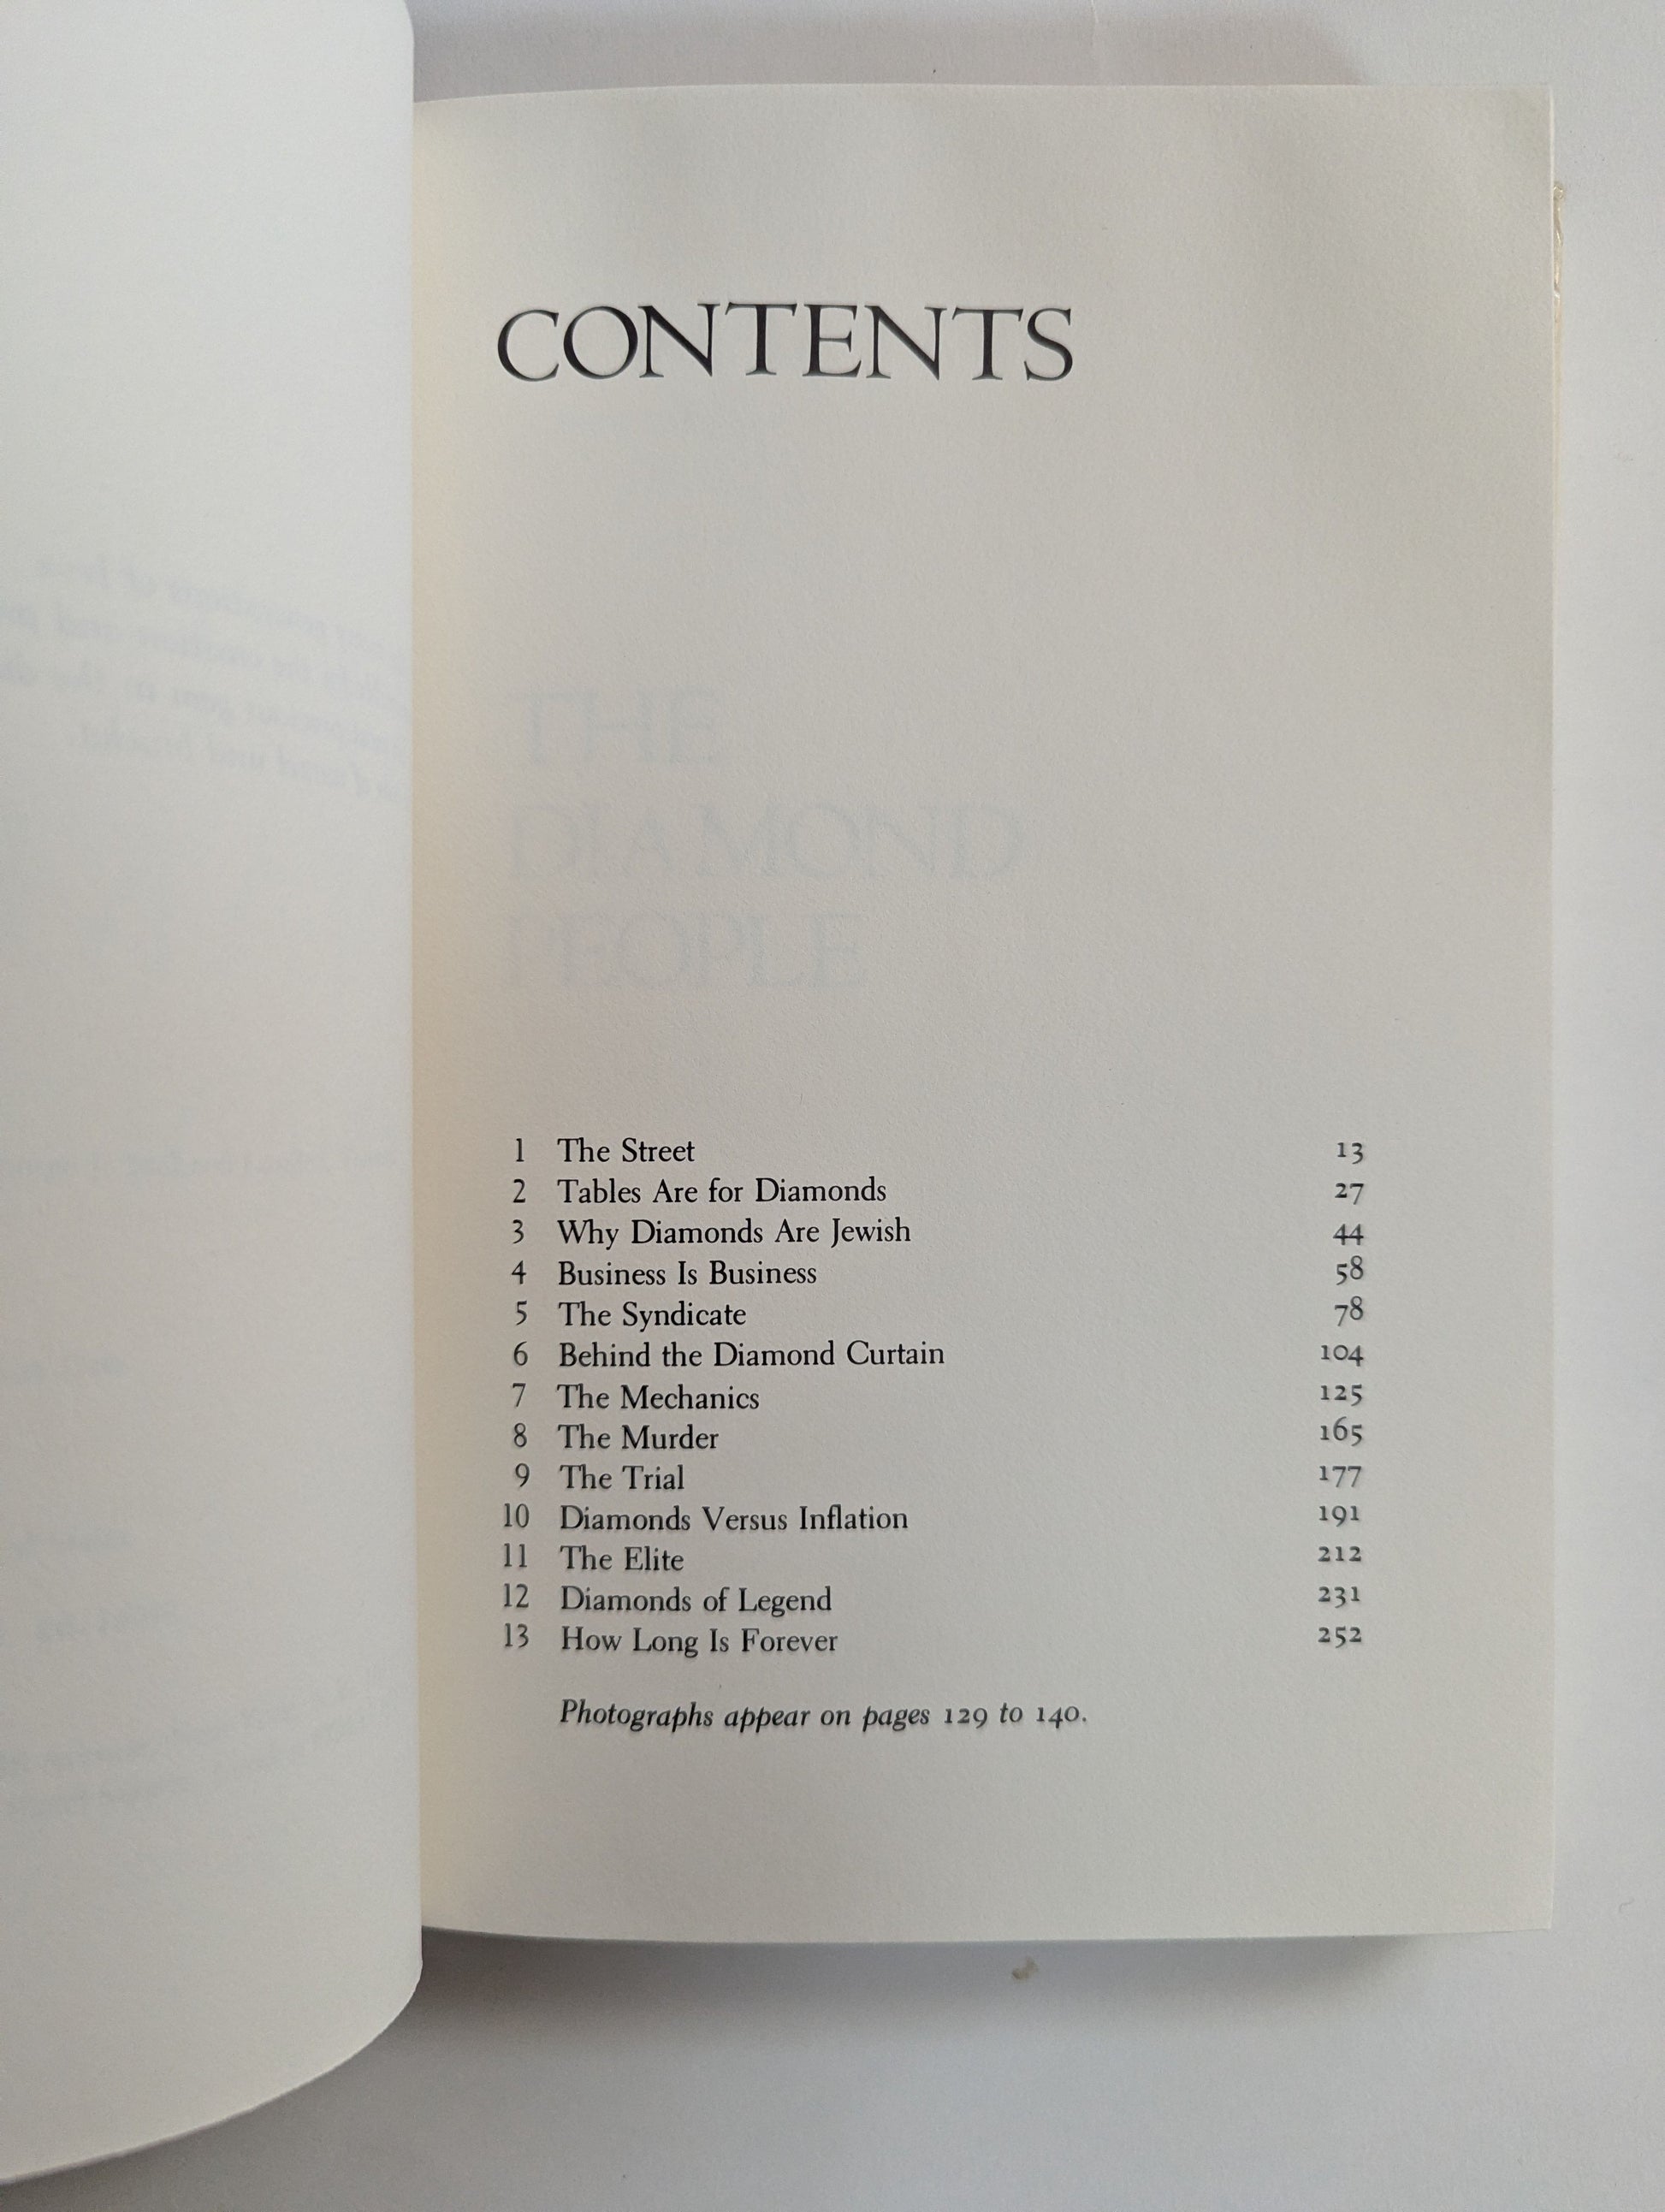 CONTENTS
THE
DIAMOND
PEOPLE
1 The Street 13
2 Tables Are for Diamonds 27
3 Why Diamonds Are Jewish 44
4 Business Is Business 58
5 The Syndicate 78
6 Behind the Diamond Curtain 104
7 The Mechanics 125
8 The Murder 165
9 The Trial 177
10 Diamonds Versus Inflation 191
11 The Elite 212
12 Diamonds of Legend 231
13 How Long Is Forever 252
Photographs appear on pages 129 to 140.